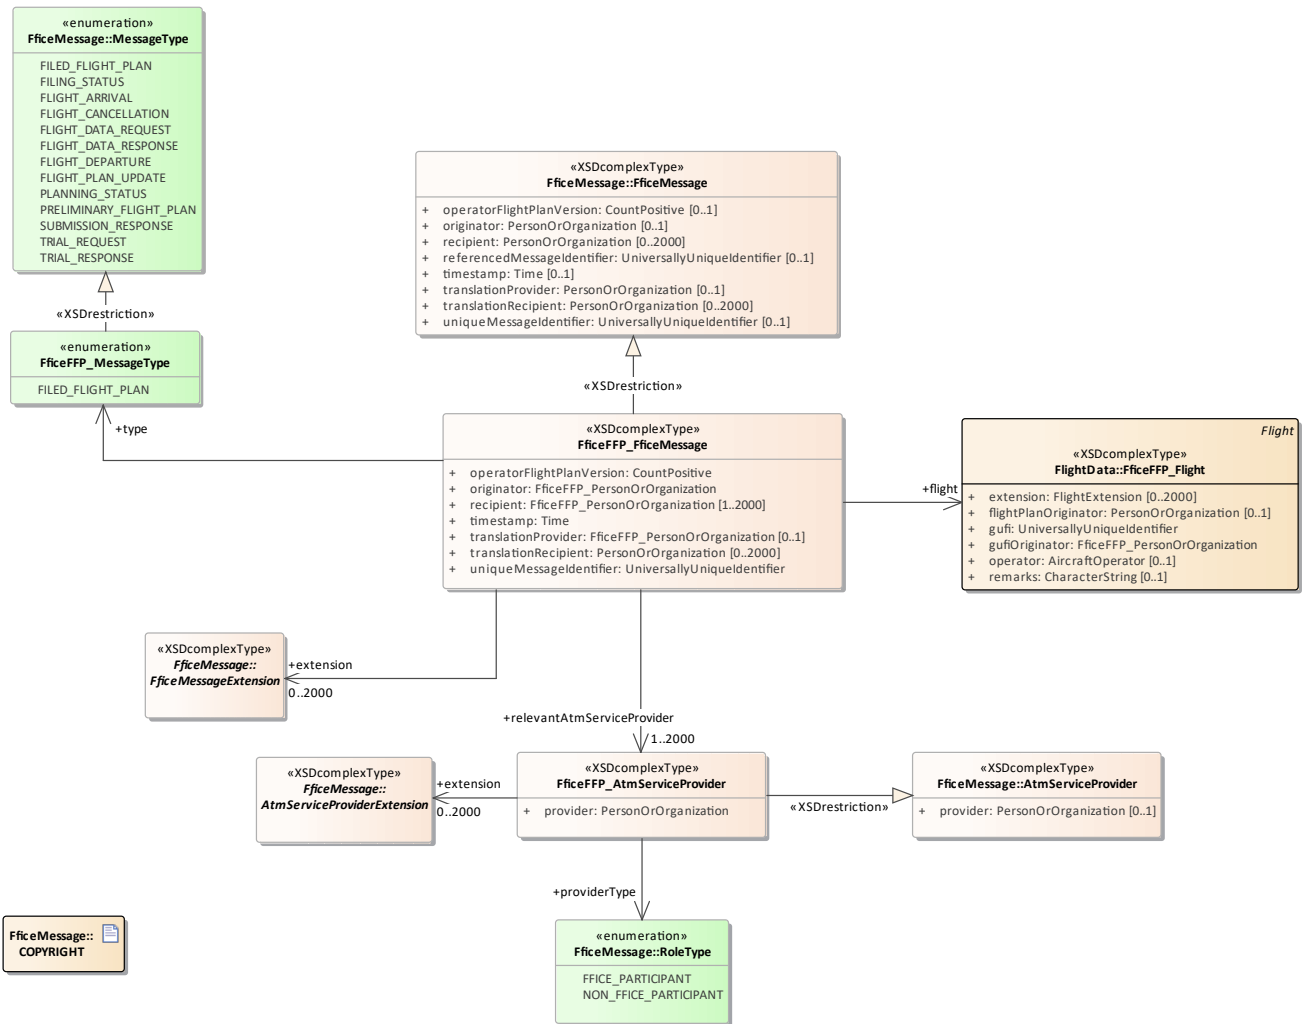 «enumeration»
FficeMessage::MessageType
FILED_FLIGHT_PLAN
FILING_STATUS
FLIGHT_ARRIVAL
FLIGHT_CANCELLATION
FLIGHT_DATA_REQUEST
FLIGHT_DATA_RESPONSE
FLIGHT_DEPARTURE
FLIGHT_PLAN_UPDATE
PLANNING_STATUS
PRELIMINARY_FLIGHT_PLAN
SUBMISSION_RESPONSE
TRIAL_REQUEST
TRIAL_RESPONSE
«XSDrestriction»
«enumeration»
FficeFFP_MessageType
FILED_FLIGHT_PLAN
+type
«XSDcomplexType»
FficeMessage::FficeMessage
+ operatorFlightPlanVersion: CountPositive [0..1]
+ originator: PersonOrOrganization [0..1]
+ recipient: PersonOrOrganization [0..2000]
+ referencedMessageIdentifier: UniversallyUniqueIdentifier [0..1]
+ timestamp: Time [0..1]
+ translationProvider: PersonOrOrganization [0..1]
+ translationRecipient: PersonOrOrganization [0..2000]
+ uniqueMessageIdentifier: UniversallyUniqueIdentifier [0..1]
«XSDrestriction»
«XSDcomplexType»
FficeFFP_FficeMessage
+ operatorFlightPlanVersion: CountPositive
+ originator: FficeFFP_PersonOrOrganization
+ recipient: FficeFFP_PersonOrOrganization [1..2000]
+ timestamp: Time
+ translationProvider: FficeFFP_PersonOrOrganization [0..1]
+ translationRecipient: PersonOrOrganization [0..2000]
+ uniqueMessageIdentifier: UniversallyUniqueIdentifier
+flight
Flight
«XSDcomplexType»
FlightData::FficeFFP_Flight
+ extension: FlightExtension [0..2000]
+ flightPlanOriginator: PersonOrOrganization [0..1]
+ gufi: UniversallyUniqueIdentifier
+ gufiOriginator: FficeFFP_PersonOrOrganization
+ operator: AircraftOperator [0..1]
+ remarks: CharacterString [0..1]
«XSDcomplexType»
FficeMessage::
FficeMessageExtension
+extension
0..2000
+relevantAtmServiceProvider
1..2000
«XSDcomplexType»
FficeMessage::
AtmServiceProviderExtension
+extension
0..2000
«XSDcomplexType»
FficeFFP_AtmServiceProvider
+ provider: PersonOrOrganization
«XSDrestriction»
«XSDcomplexType»
FficeMessage::AtmServiceProvider
+ provider: PersonOrOrganization [0..1]
+providerType
«enumeration»
FficeMessage::RoleType
FFICE_PARTICIPANT
NON_FFICE_PARTICIPANT
FficeMessage::
COPYRIGHT